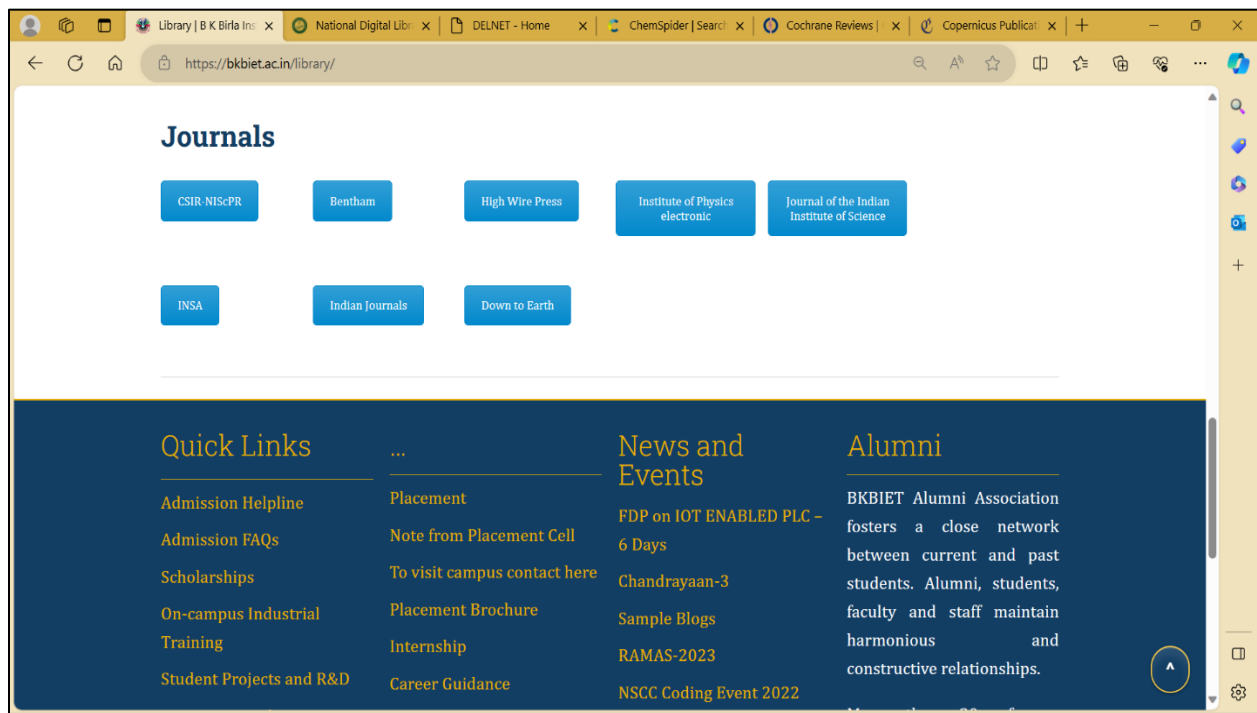 Library | B K Birla Ins
National Digital Libr
DELNET - Home
ChemSpider | Search
Cochrane Reviews |
Copernicus Publicati
https://bkbiet.ac.in/library/
Journals
CSIR-NIScPR
Bentham
High Wire Press
Institute of Physics
electronic
Journal of the Indian
Institute of Science
INSA
Indian Journals
Down to Earth
Quick Links
Admission Helpline
Admission FAQs
Scholarships
On-campus Industrial
Training
Student Projects and R&D
...
Placement
Note from Placement Cell
To visit campus contact here
Placement Brochure
Internship
Career Guidance
News and
Events
FDP on IOT ENABLED PLC –
6 Days
Chandrayaan-3
Sample Blogs
RAMAS-2023
NSCC Coding Event 2022
Alumni
BKBIET Alumni Association
fosters a close network
between current and past
students. Alumni, students,
faculty and staff maintain
harmonious and
constructive relationships.